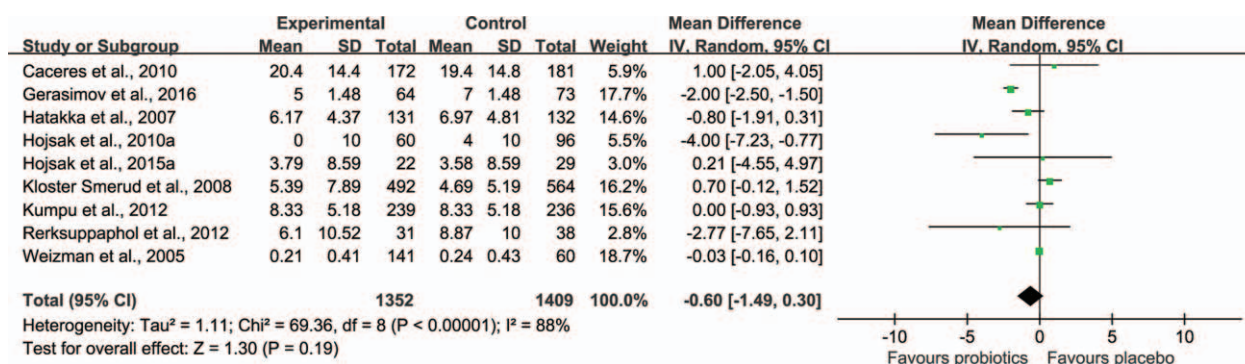 Experimental Control Mean Difference Mean Difference
Study or Subgroup Mean SD Total Mean SD Total Weight IV, Random, 95% CI IV, Random, 95% CI
Caceres et al., 2010 20.4 14.4 172 19.4 14.8 181 5.9% 1.00 [-2.05, 4.05]
Gerasimov et al., 2016 5 1.48 64 7 1.48 73 17.7% -2.00 [-2.50, -1.50]
Hatakka et al., 2007 6.17 4.37 131 6.97 4.81 132 14.6% -0.80 [-1.91, 0.31]
Hojsak et al., 2010a 0 10 60 4 10 96 5.5% -4.00 [-7.23, -0.77]
Hojsak et al., 2015a 3.79 8.59 22 3.58 8.59 29 3.0% 0.21 [-4.55, 4.97]
Kloster Smerud et al., 2008 5.39 7.89 492 4.69 5.19 564 16.2% 0.70 [-0.12, 1.52]
Kumpu et al., 2012 8.33 5.18 239 8.33 5.18 236 15.6% 0.00 [-0.93, 0.93]
Rerksuppaphol et al., 2012 6.1 10.52 31 8.87 10 38 2.8% -2.77 [-7.65, 2.11]
Weizman et al., 2005 0.21 0.41 141 0.24 0.43 60 18.7% -0.03 [-0.16, 0.10]
Total (95% CI) 1352 1409 100.0% -0.60 [-1.49, 0.30]
Heterogeneity: Tau² = 1.11; Chi² = 69.36, df = 8 (P < 0.00001); I² = 88%
Test for overall effect: Z = 1.30 (P = 0.19)
-10 -5 0 5 10
Favours probiotics Favours placebo